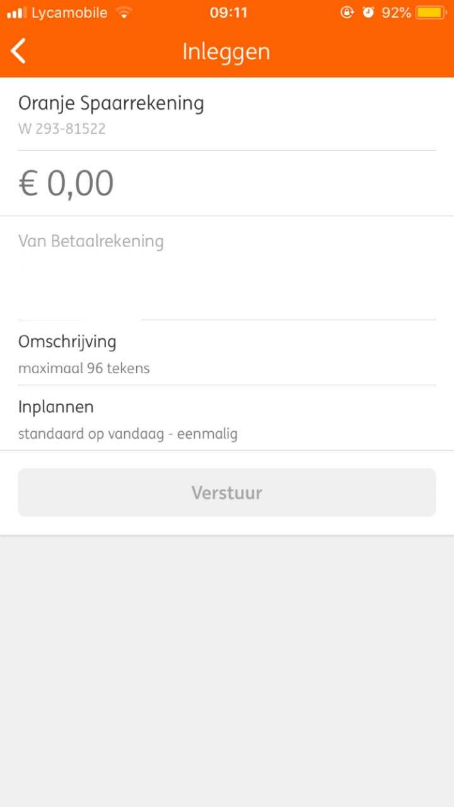 Lycamobile 09:11 92%
Inleggen
Oranje Spaarrekening
W 293-81522
€ 0,00
Van Betaalrekening
Omschrijving
maximaal 96 tekens
Inplannen
standaard op vandaag - eenmalig
Verstuur